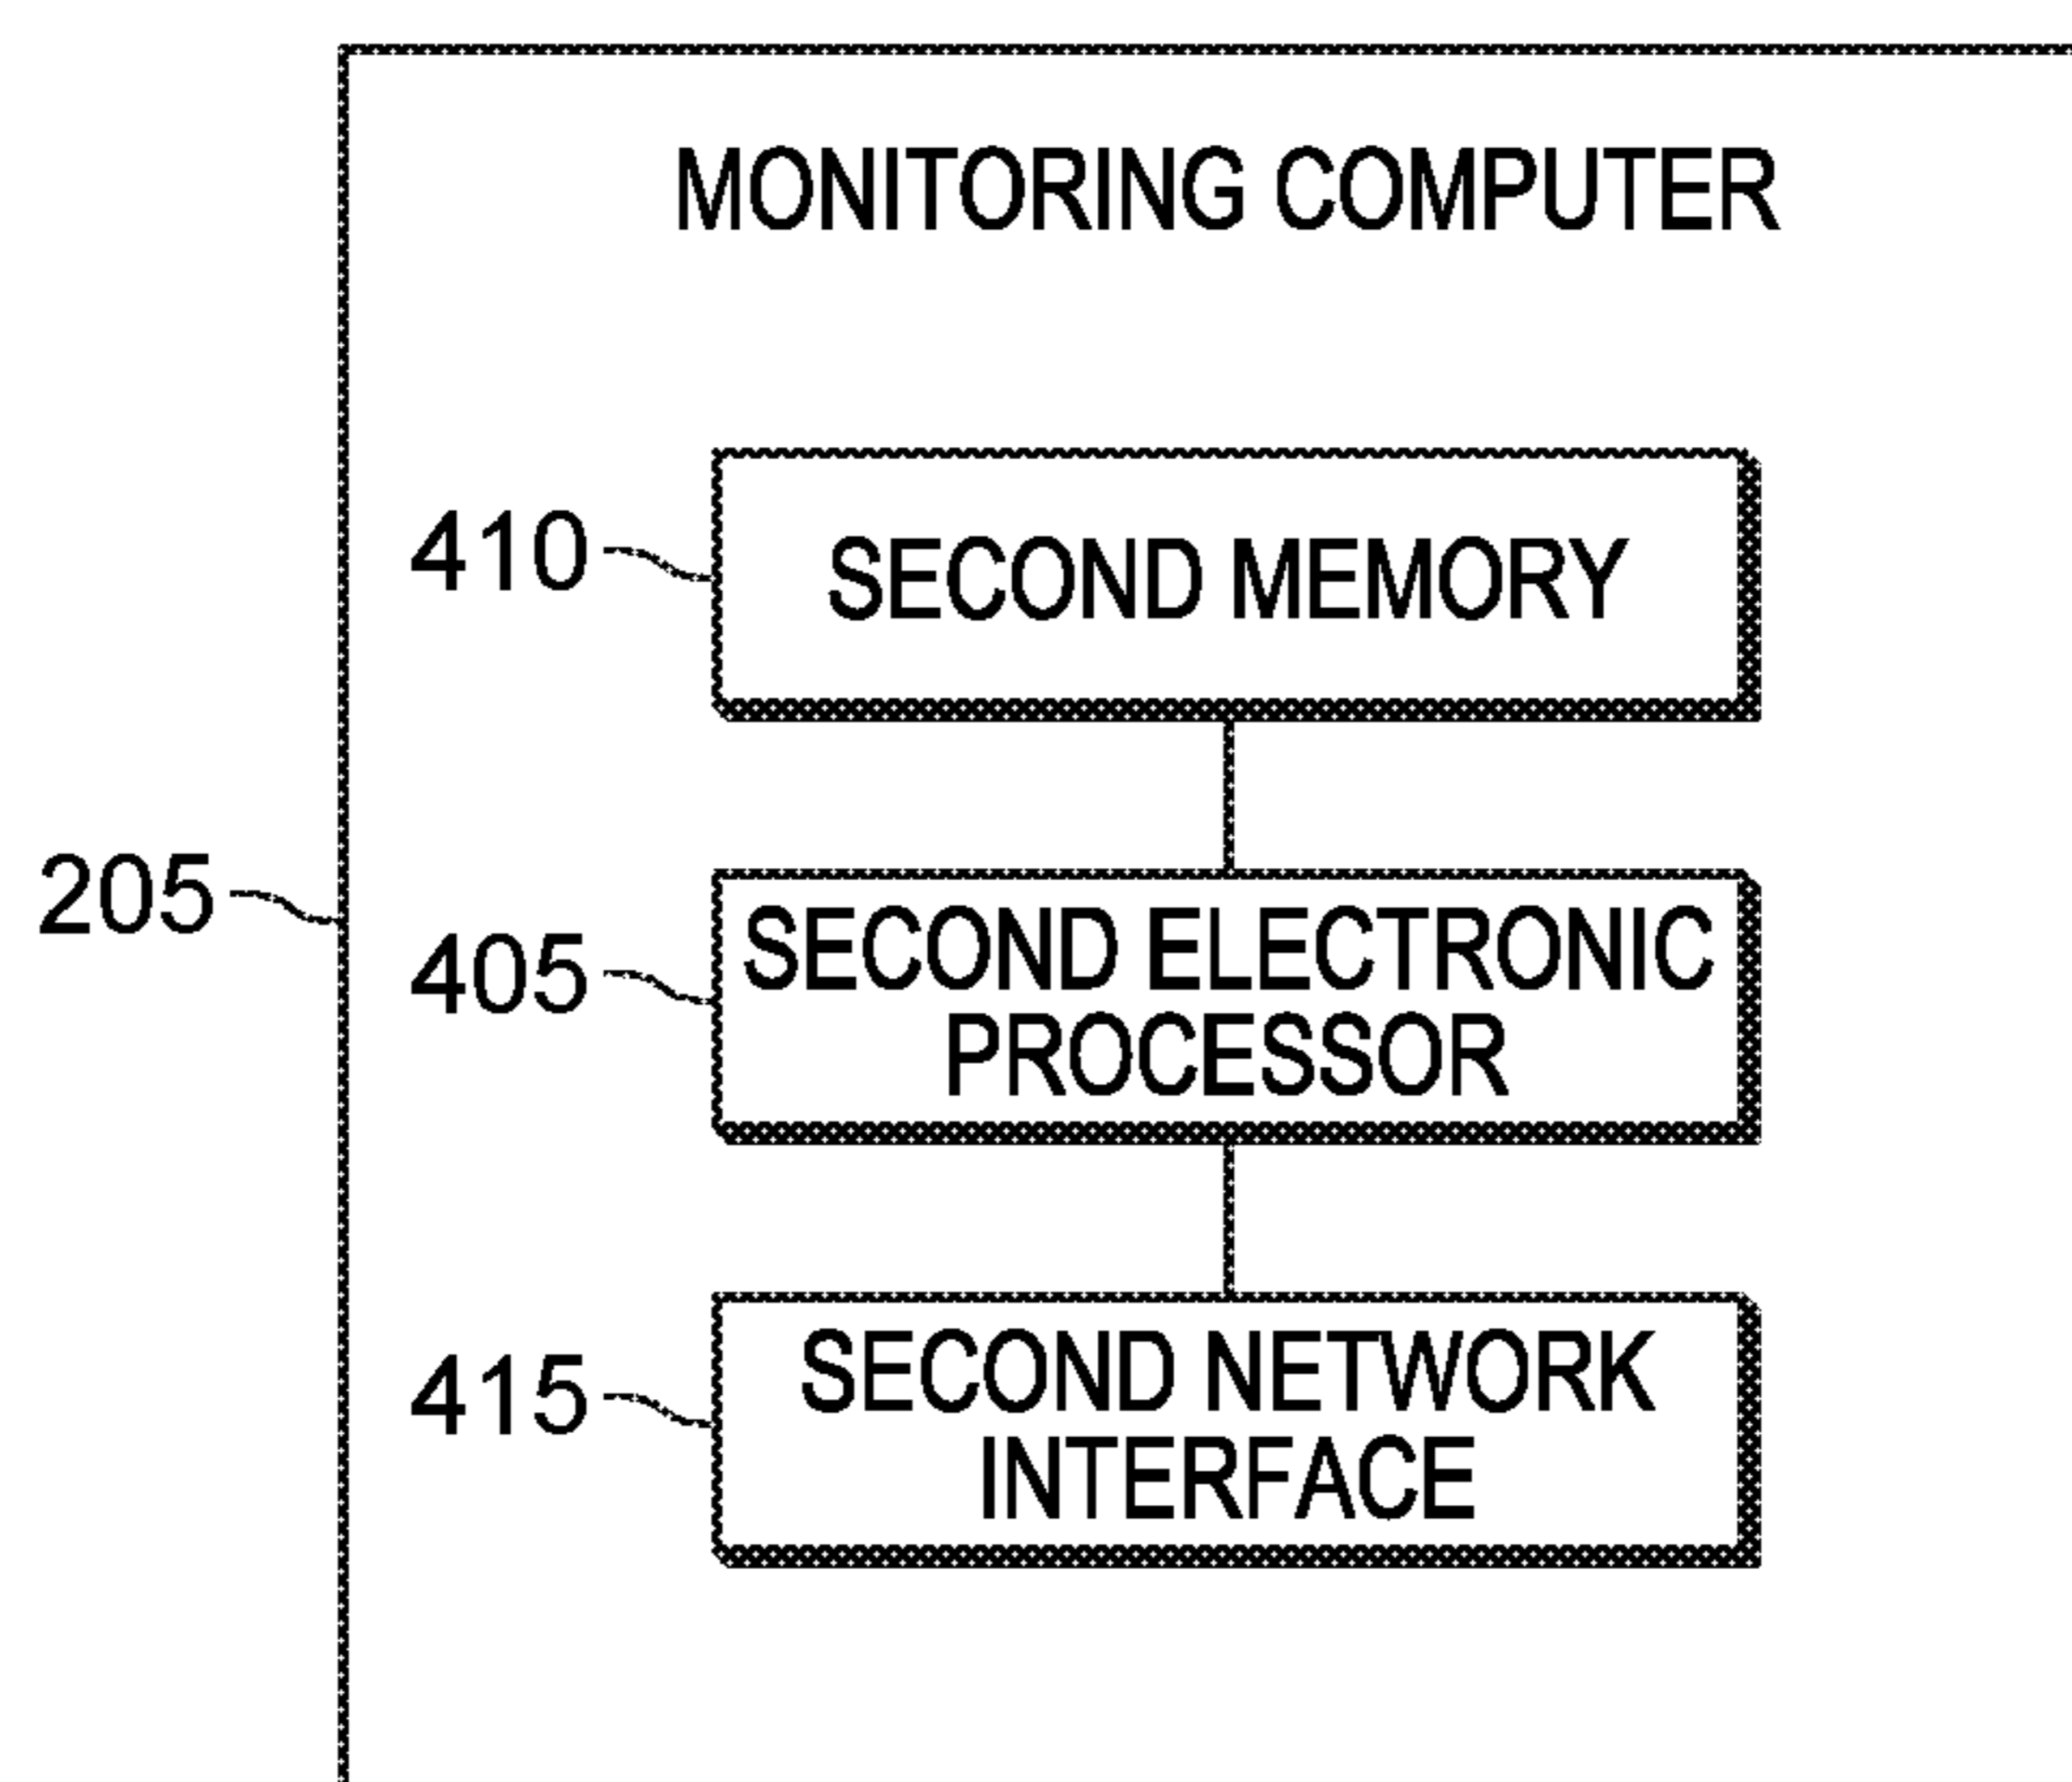 MONITORING COMPUTER
410
SECOND MEMORY
205
405
SECOND ELECTRONIC
PROCESSOR
415
SECOND NETWORK
INTERFACE